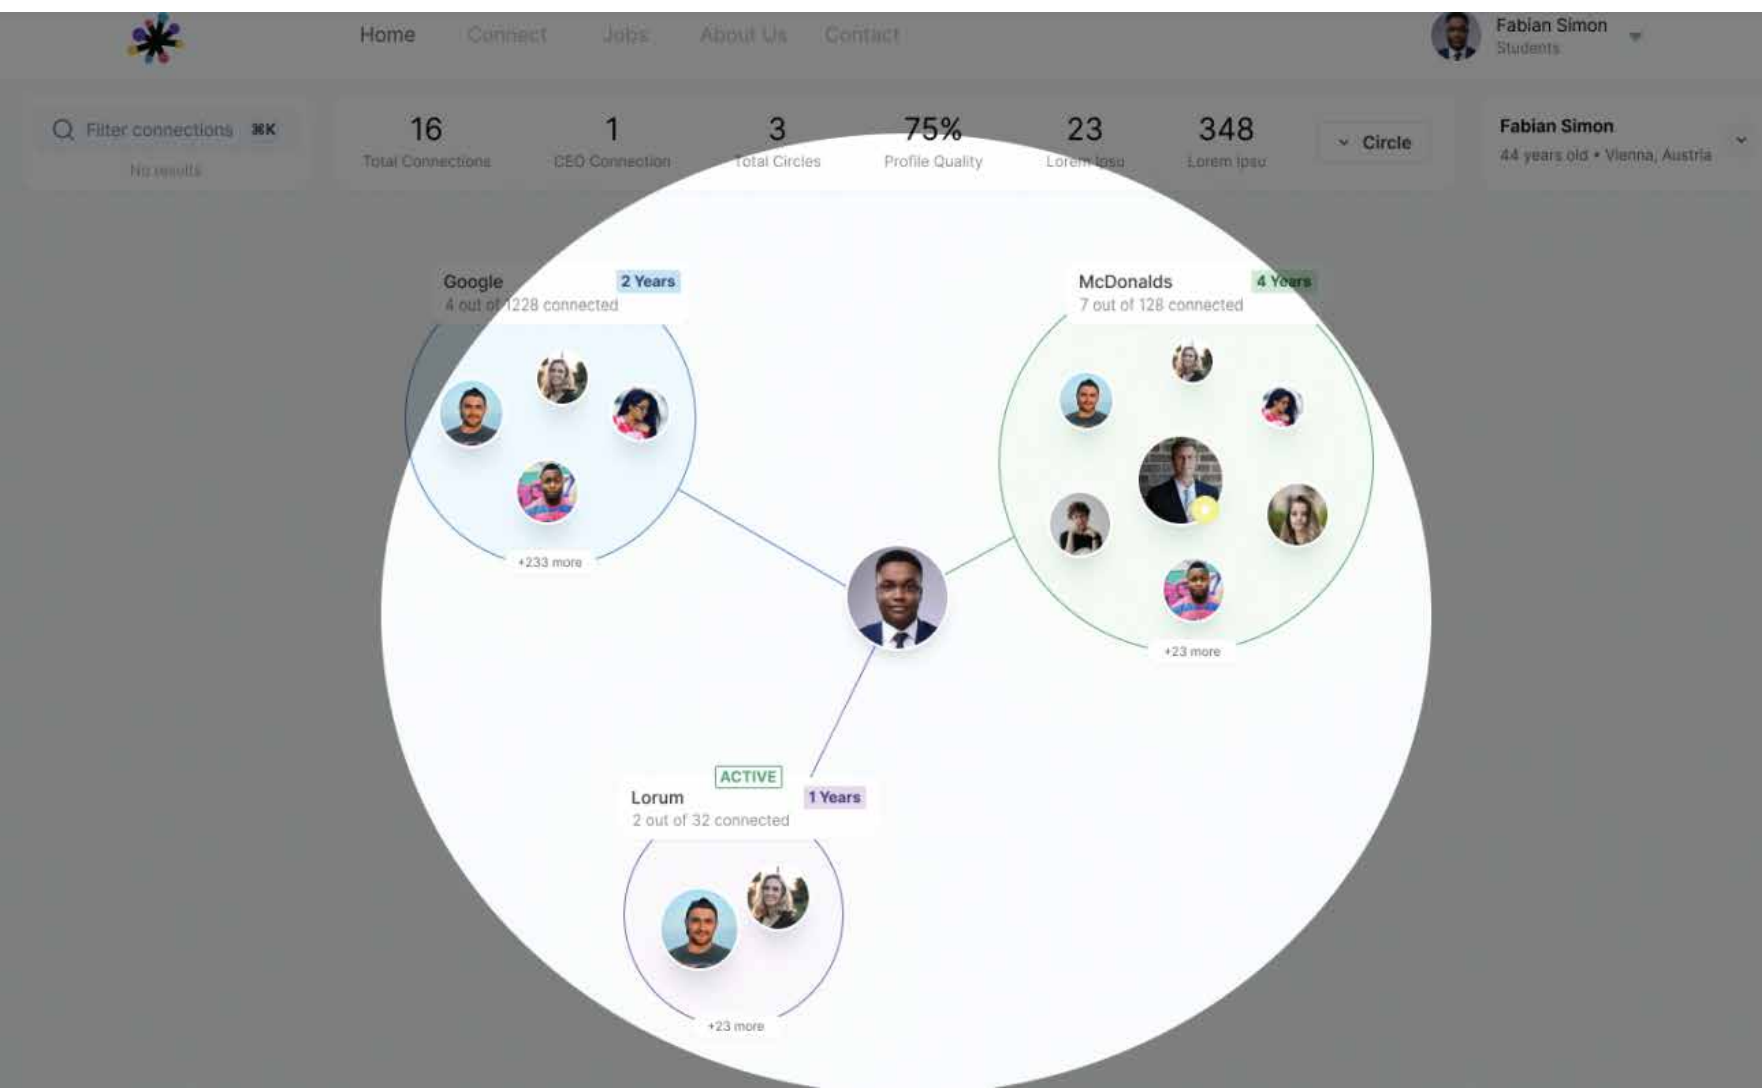 Home Connect Jobs About Us Contact
Fabian Simon
Students
Filter connections ⌘K
No results
16
Total Connections
1
CEO Connection
3
Total Circles
75%
Profile Quality
23
Lorem Ipsu
348
Lorem Ipsu
Circle
Fabian Simon
44 years old • Vienna, Austria
Google
2 Years
4 out of 1228 connected
+233 more
McDonalds
4 Years
7 out of 128 connected
+23 more
ACTIVE
Lorum
1 Years
2 out of 32 connected
+23 more